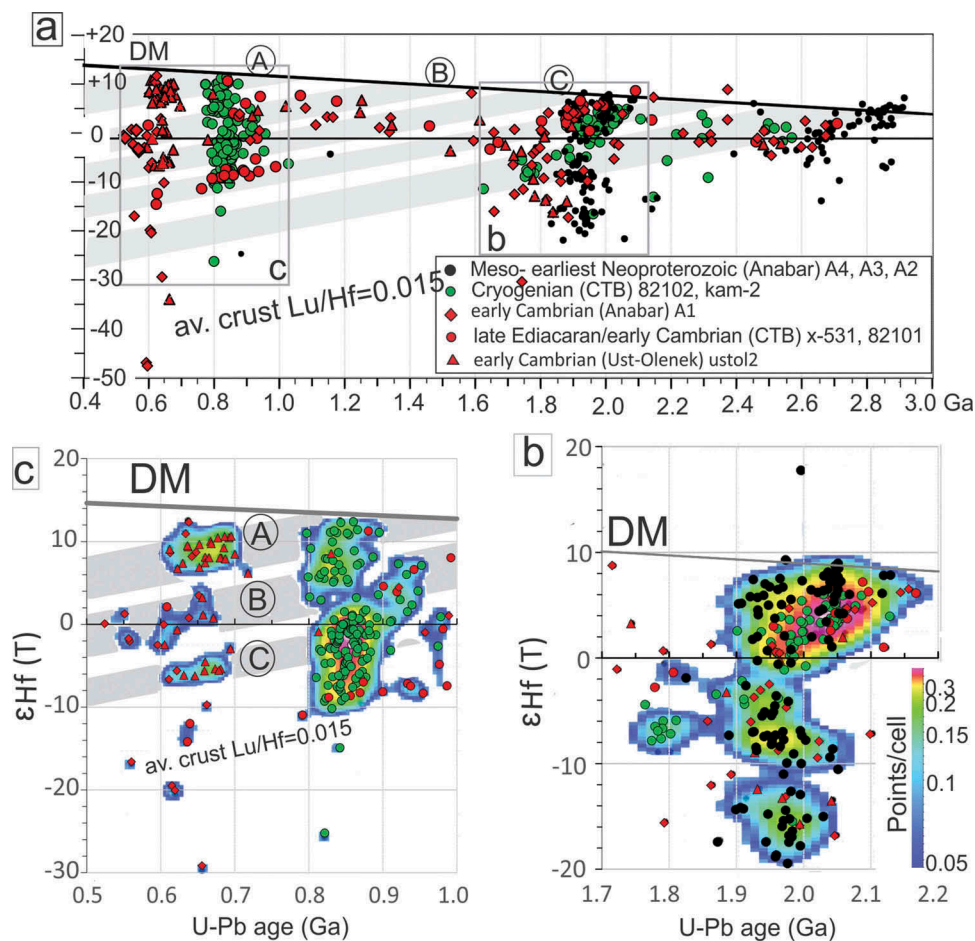 a
+20
DM
A
B
C
+10
0
-10
-20
-30
-40
-50
b
c
av. crust Lu/Hf=0.015
Meso- earliest Neoproterozoic (Anabar) A4, A3, A2
Cryogenian (CTB) 82102, kam-2
early Cambrian (Anabar) A1
late Ediacaran/early Cambrian (CTB) x-531, 82101
early Cambrian (Ust-Olenek) ustol2
0.4 0.6 0.8 1.0 1.2 1.4 1.6 1.8 2.0 2.2 2.4 2.6 2.8 3.0 Ga
c
20
DM
A
10
B
0
C
-10
av. crust Lu/Hf=0.015
-20
-30
εHf (T)
0.5 0.6 0.7 0.8 0.9 1.0
U-Pb age (Ga)
b
20
DM
10
0
-10
-20
εHf (T)
0.3
0.2
0.15
0.1
0.05
Points/cell
1.7 1.8 1.9 2.0 2.1 2.2
U-Pb age (Ga)